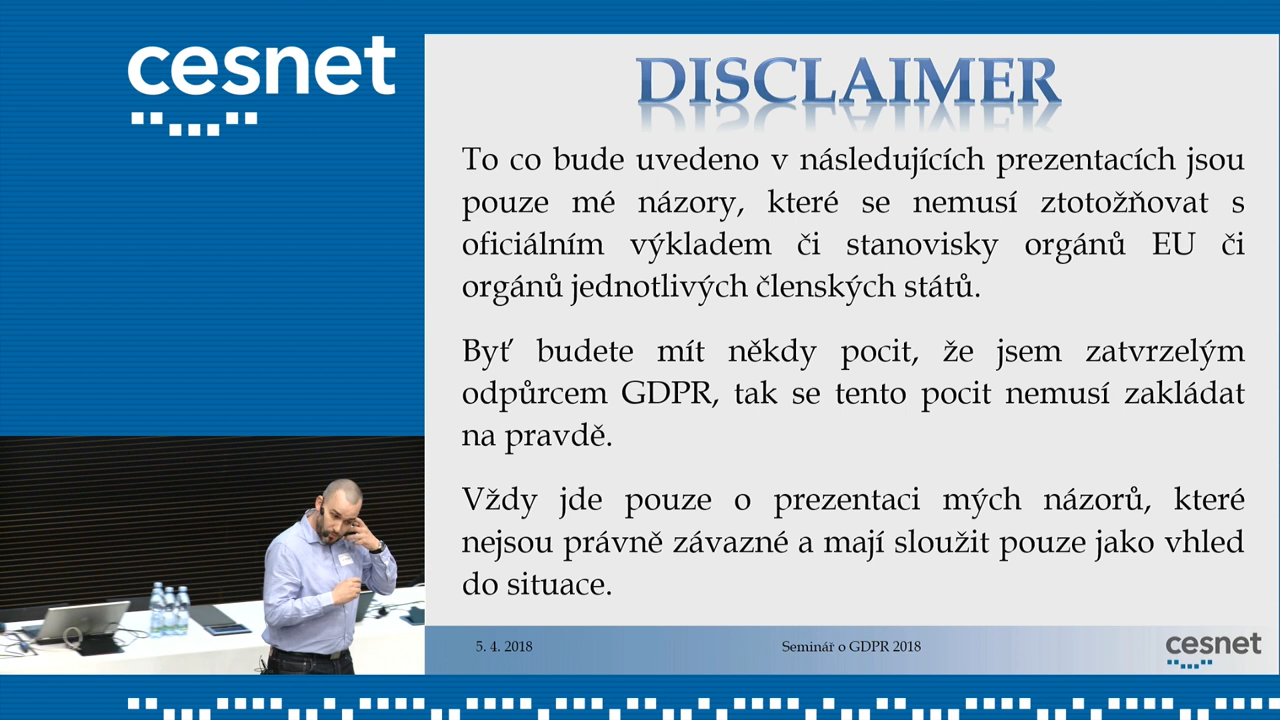 cesnet
DISCLAIMER
To co bude uvedeno v následujících prezentacích jsou
pouze mé názory, které se nemusí ztotožňovat s
oficiálním výkladem či stanovisky orgánů EU či
orgánů jednotlivých členských států.
Byť budete mít někdy pocit, že jsem zatvrzelým
odpůrcem GDPR, tak se tento pocit nemusí zakládat
na pravdě.
Vždy jde pouze o prezentaci mých názorů, které
nejsou právně závazné a mají sloužit pouze jako vhled
do situace.
5. 4. 2018
Seminář o GDPR 2018
cesnet